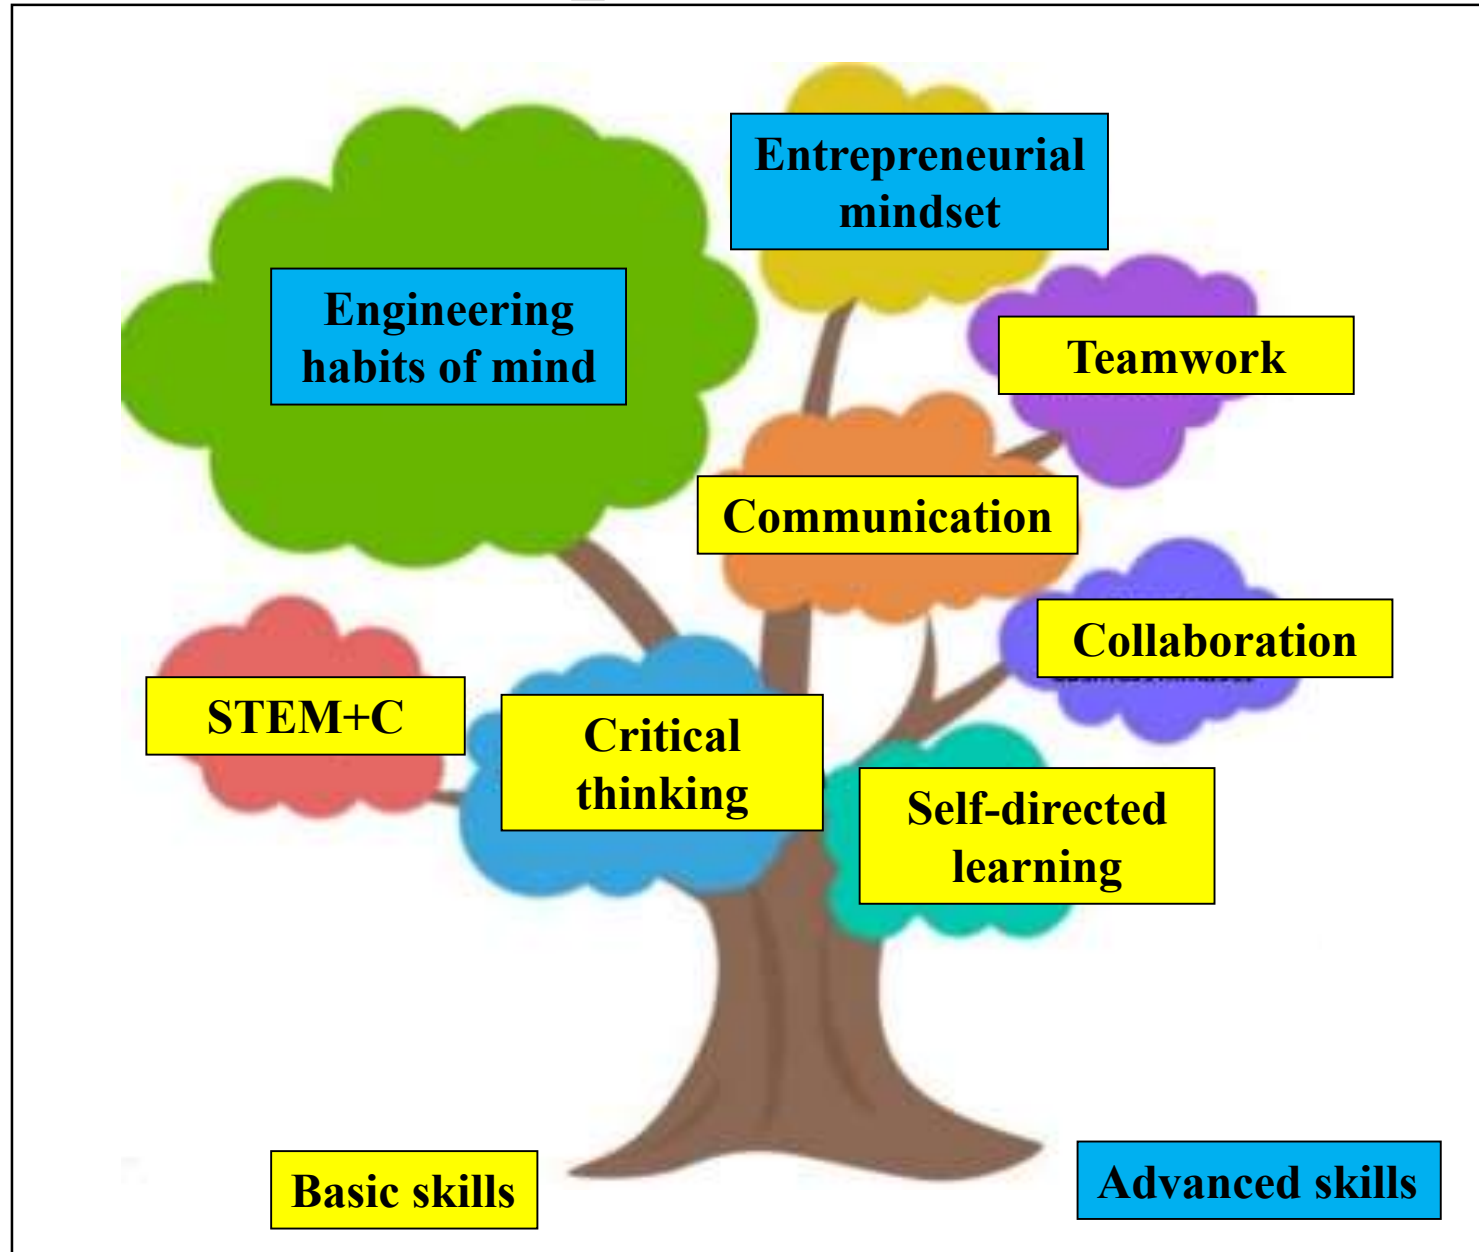 Entrepreneurial
mindset
Engineering
habits of mind
Teamwork
Communication
Collaboration
STEM+C
Critical
thinking
Self-directed
learning
Basic skills
Advanced skills